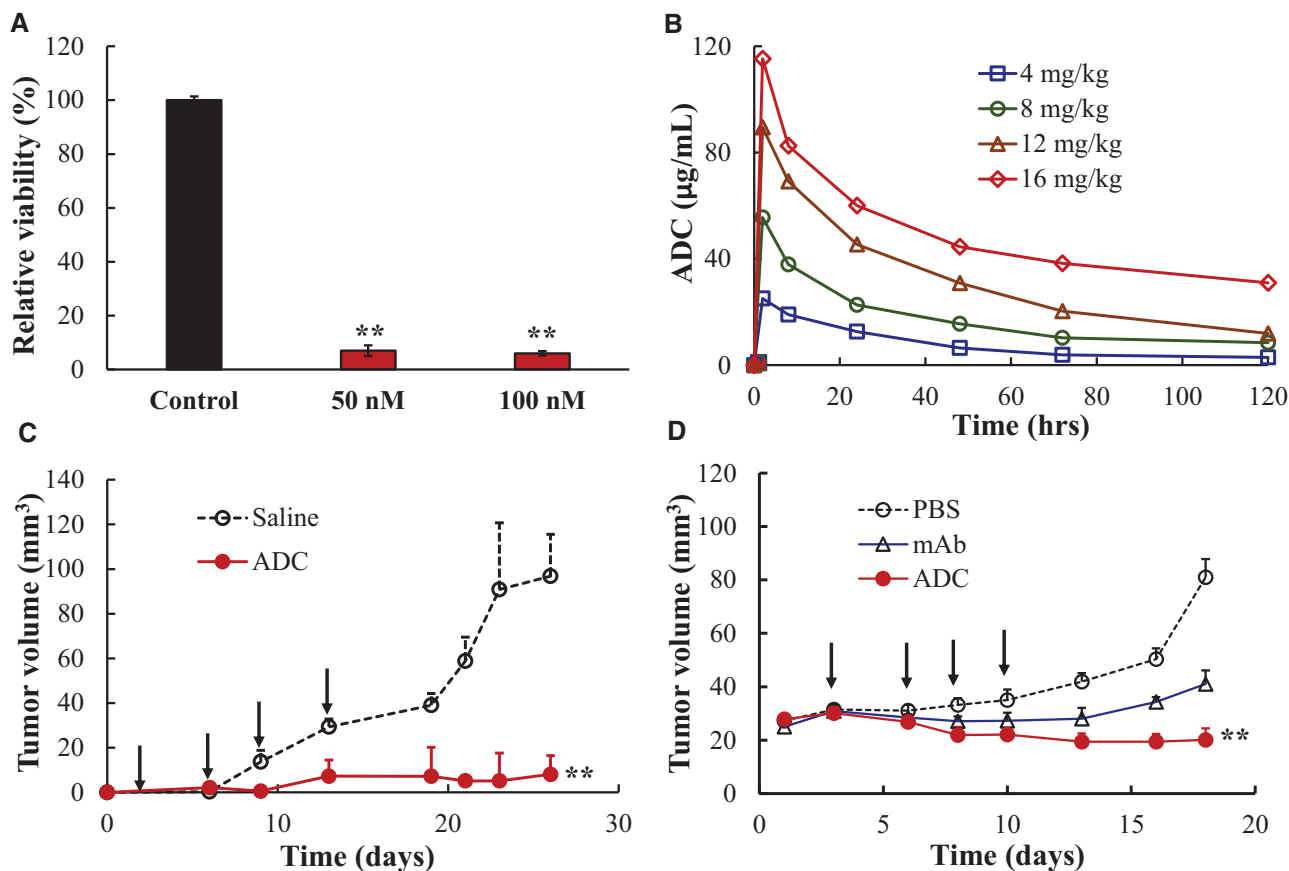 A
Relative viability (%)
120
100
80
60
40
20
0
**
**
Control
50 nM
100 nM
B
ADC (μg/mL)
120
80
40
0
4 mg/kg
8 mg/kg
12 mg/kg
16 mg/kg
0
20
40
60
80
100
120
Time (hrs)
C
Tumor volume (mm³)
140
120
100
80
60
40
20
0
Saline
ADC
**
0
10
20
30
Time (days)
D
Tumor volume (mm³)
120
100
80
60
40
20
0
PBS
mAb
ADC
**
0
5
10
15
20
Time (days)